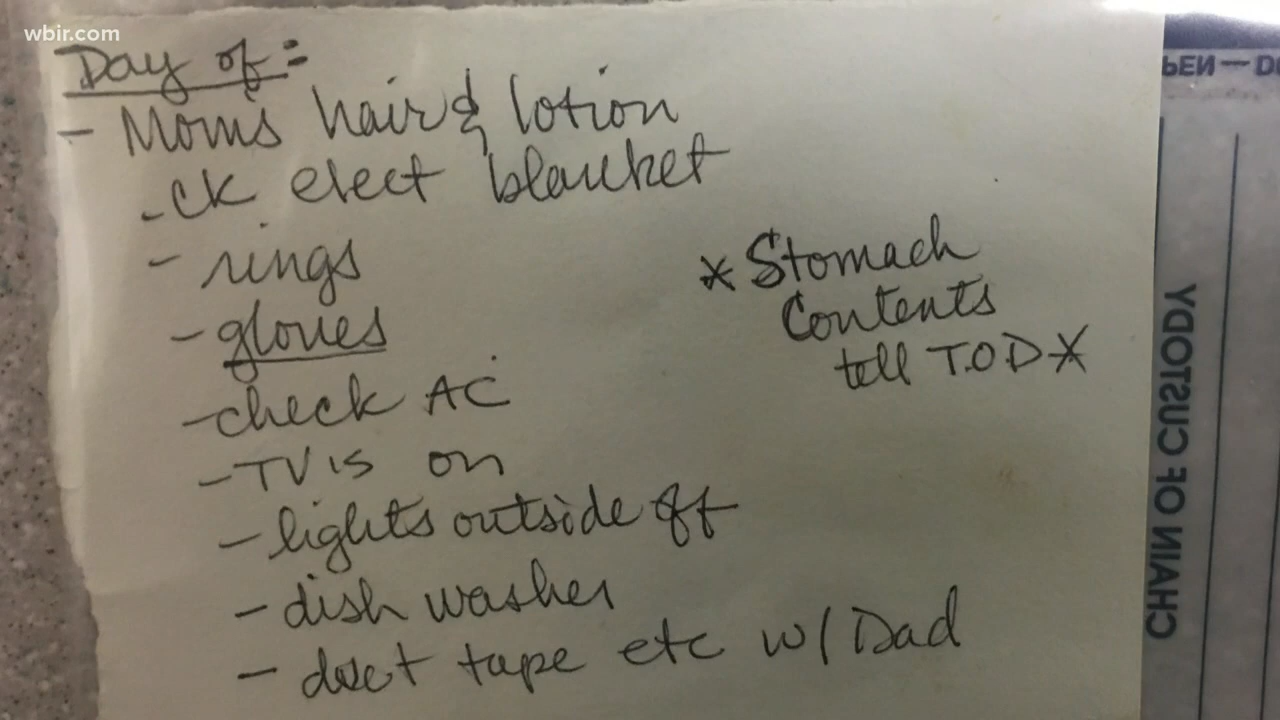 wbir.com
Day of:
- Mom's hair & lotion
- ck elect blanket
- rings
- gloves
- check AC
- TV is on
- lights outside off
- dish washer
- duct tape etc w/ Dad
* Stomach
Contents
tell T.O.D *
CHAIN OF CUSTODY